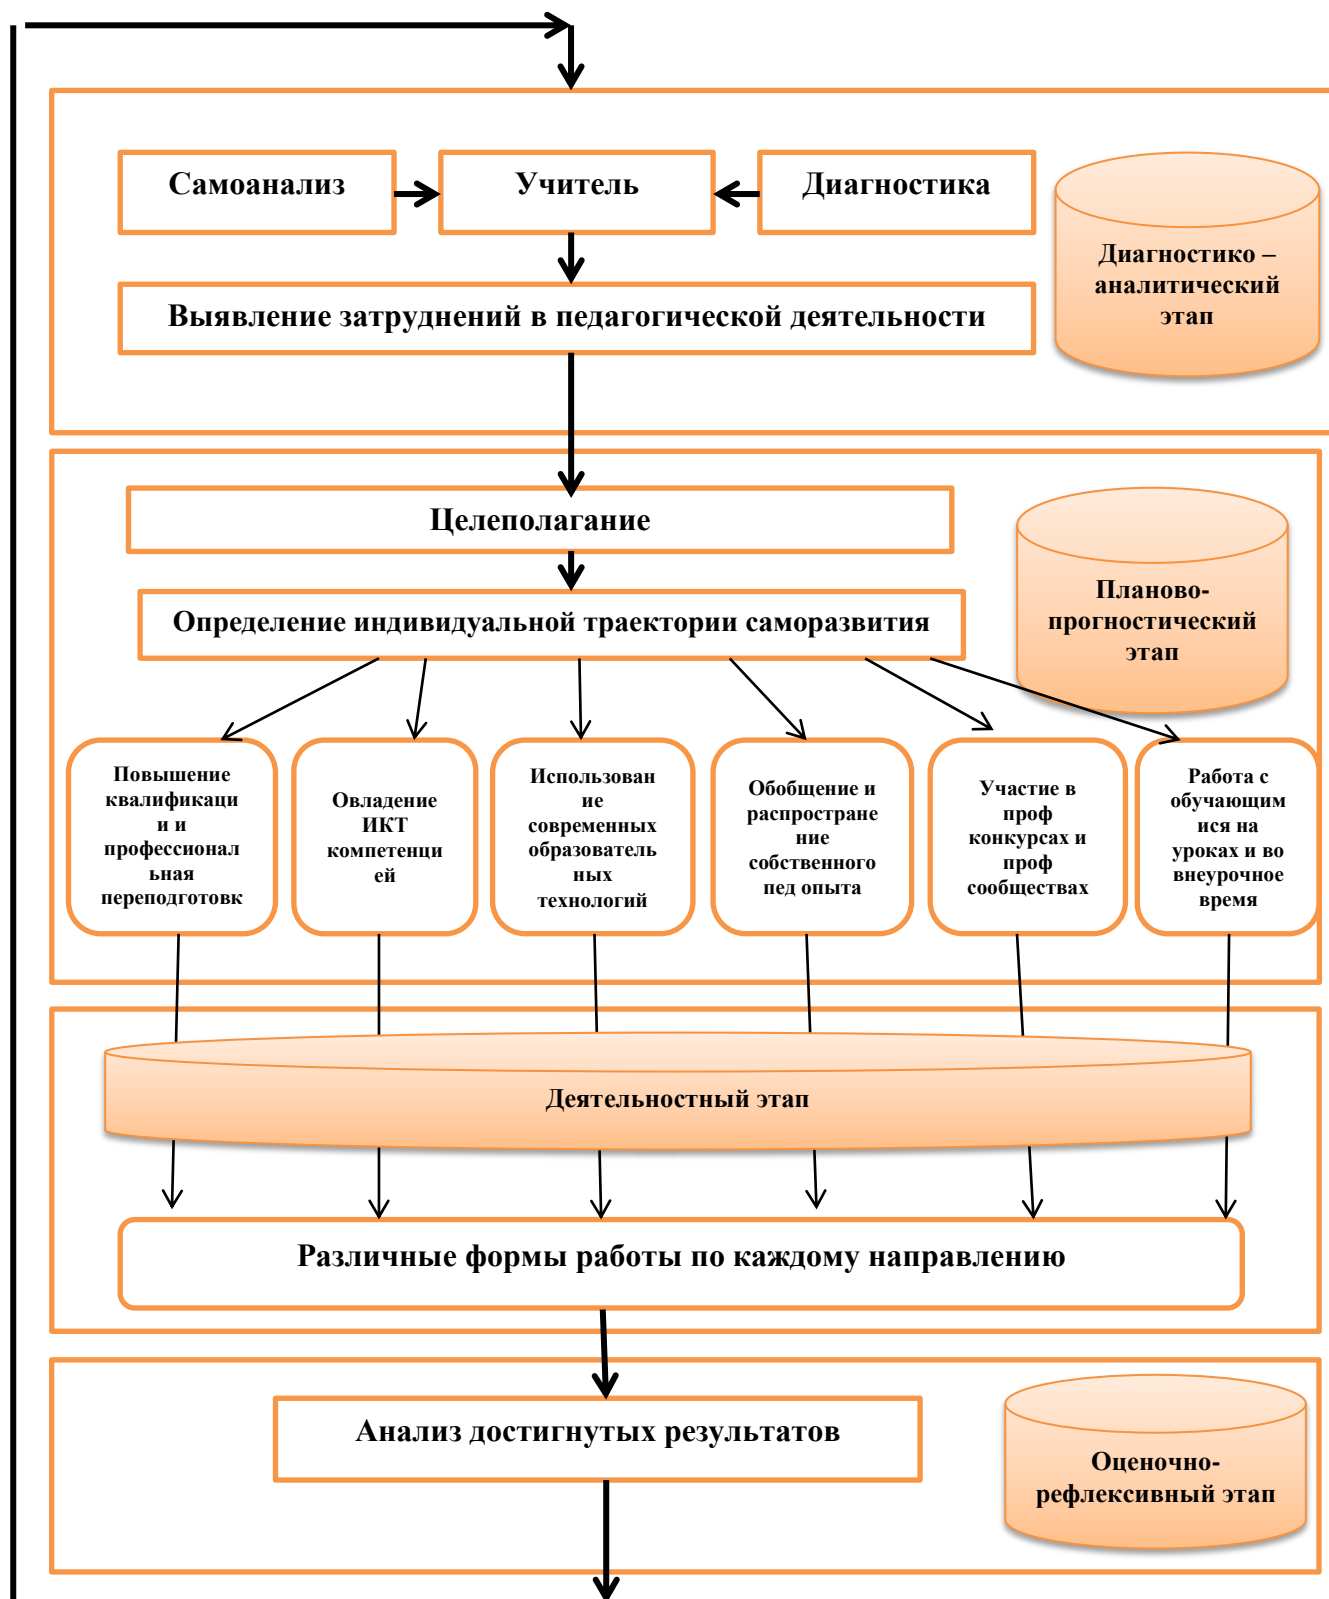 Самоанализ
Учитель
Диагностика
Диагностико –
аналитический
этап
Выявление затруднений в педагогической деятельности
Целеполагание
Планово-
прогностический
этап
Определение индивидуальной траектории саморазвития
Повышение
квалификаци
и и
профессионал
ьная
переподготовк
Овладение
ИКТ
компетенци
ей
Использован
ие
современных
образователь
ных
технологий
Обобщение и
распростране
ние
собственного
пед опыта
Участие в
проф
конкурсах и
проф
сообществах
Работа с
обучающим
ися на
уроках и во
внеурочное
время
Деятельностный этап
Различные формы работы по каждому направлению
Анализ достигнутых результатов
Оценочно-
рефлексивный этап